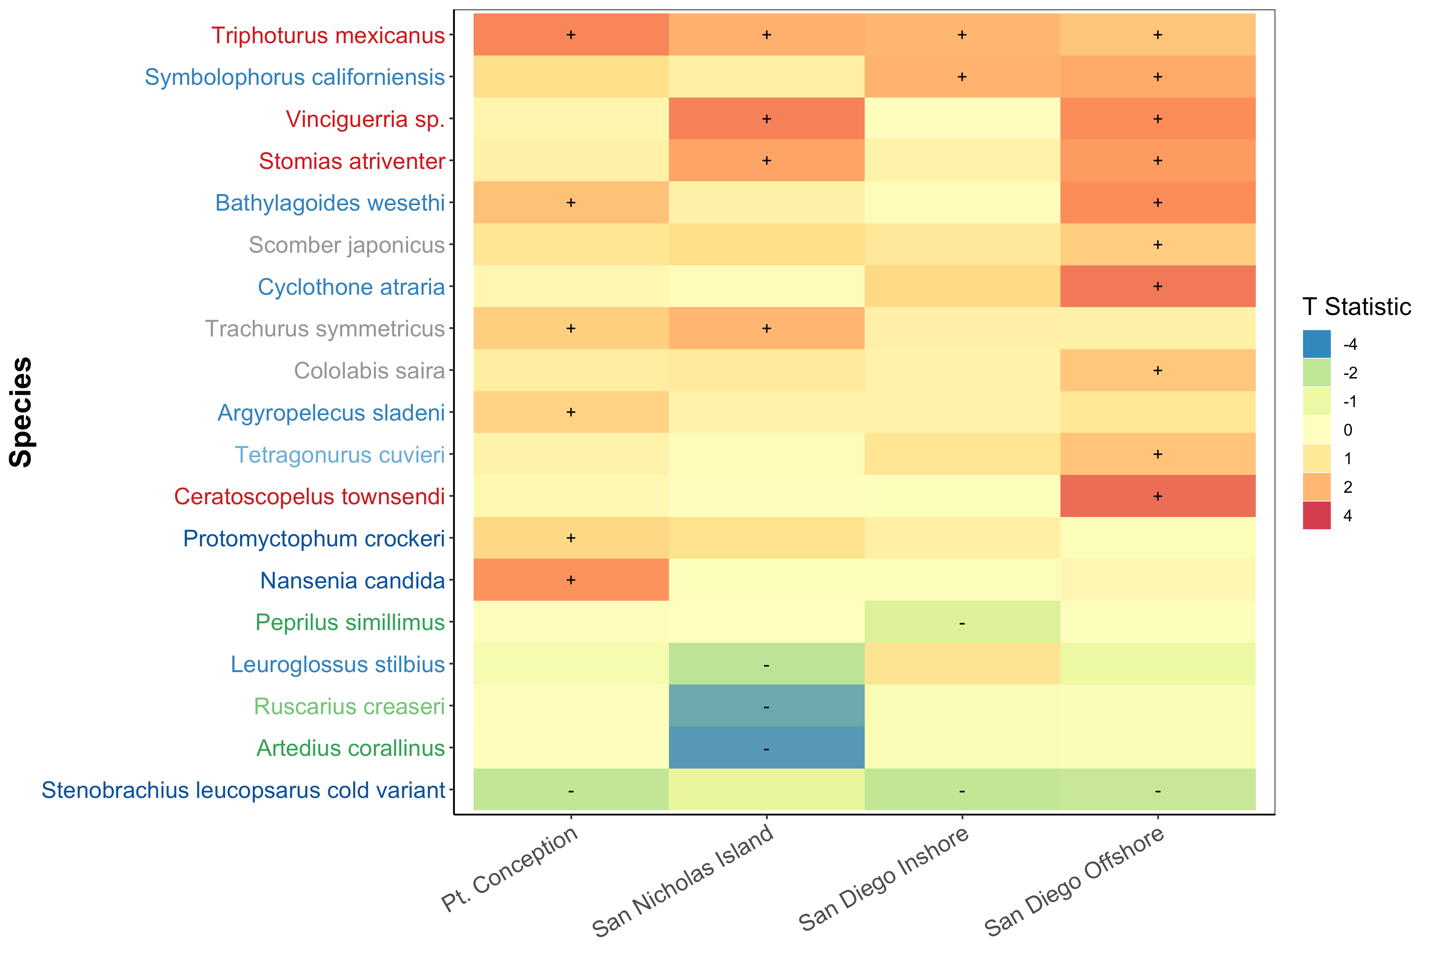 Species
Triphoturus mexicanus + + + +
Symbolophorus californiensis + +
Vinciguerria sp. + +
Stomias atriventer + +
Bathylagoides wesethi + +
Scomber japonicus +
Cyclothone atraria +
Trachurus symmetricus + +
Cololabis saira +
Argyropelecus sladeni +
Tetragonurus cuvieri +
Ceratoscopelus townsendi +
Protomyctophum crockeri +
Nansenia candida +
Peprilus simillimus -
Leuroglossus stilbius -
Ruscarius creaseri -
Artedius corallinus -
Stenobrachius leucopsarus cold variant - - -
Pt. Conception
San Nicholas Island
San Diego Inshore
San Diego Offshore
T Statistic
-4
-2
-1
0
1
2
4